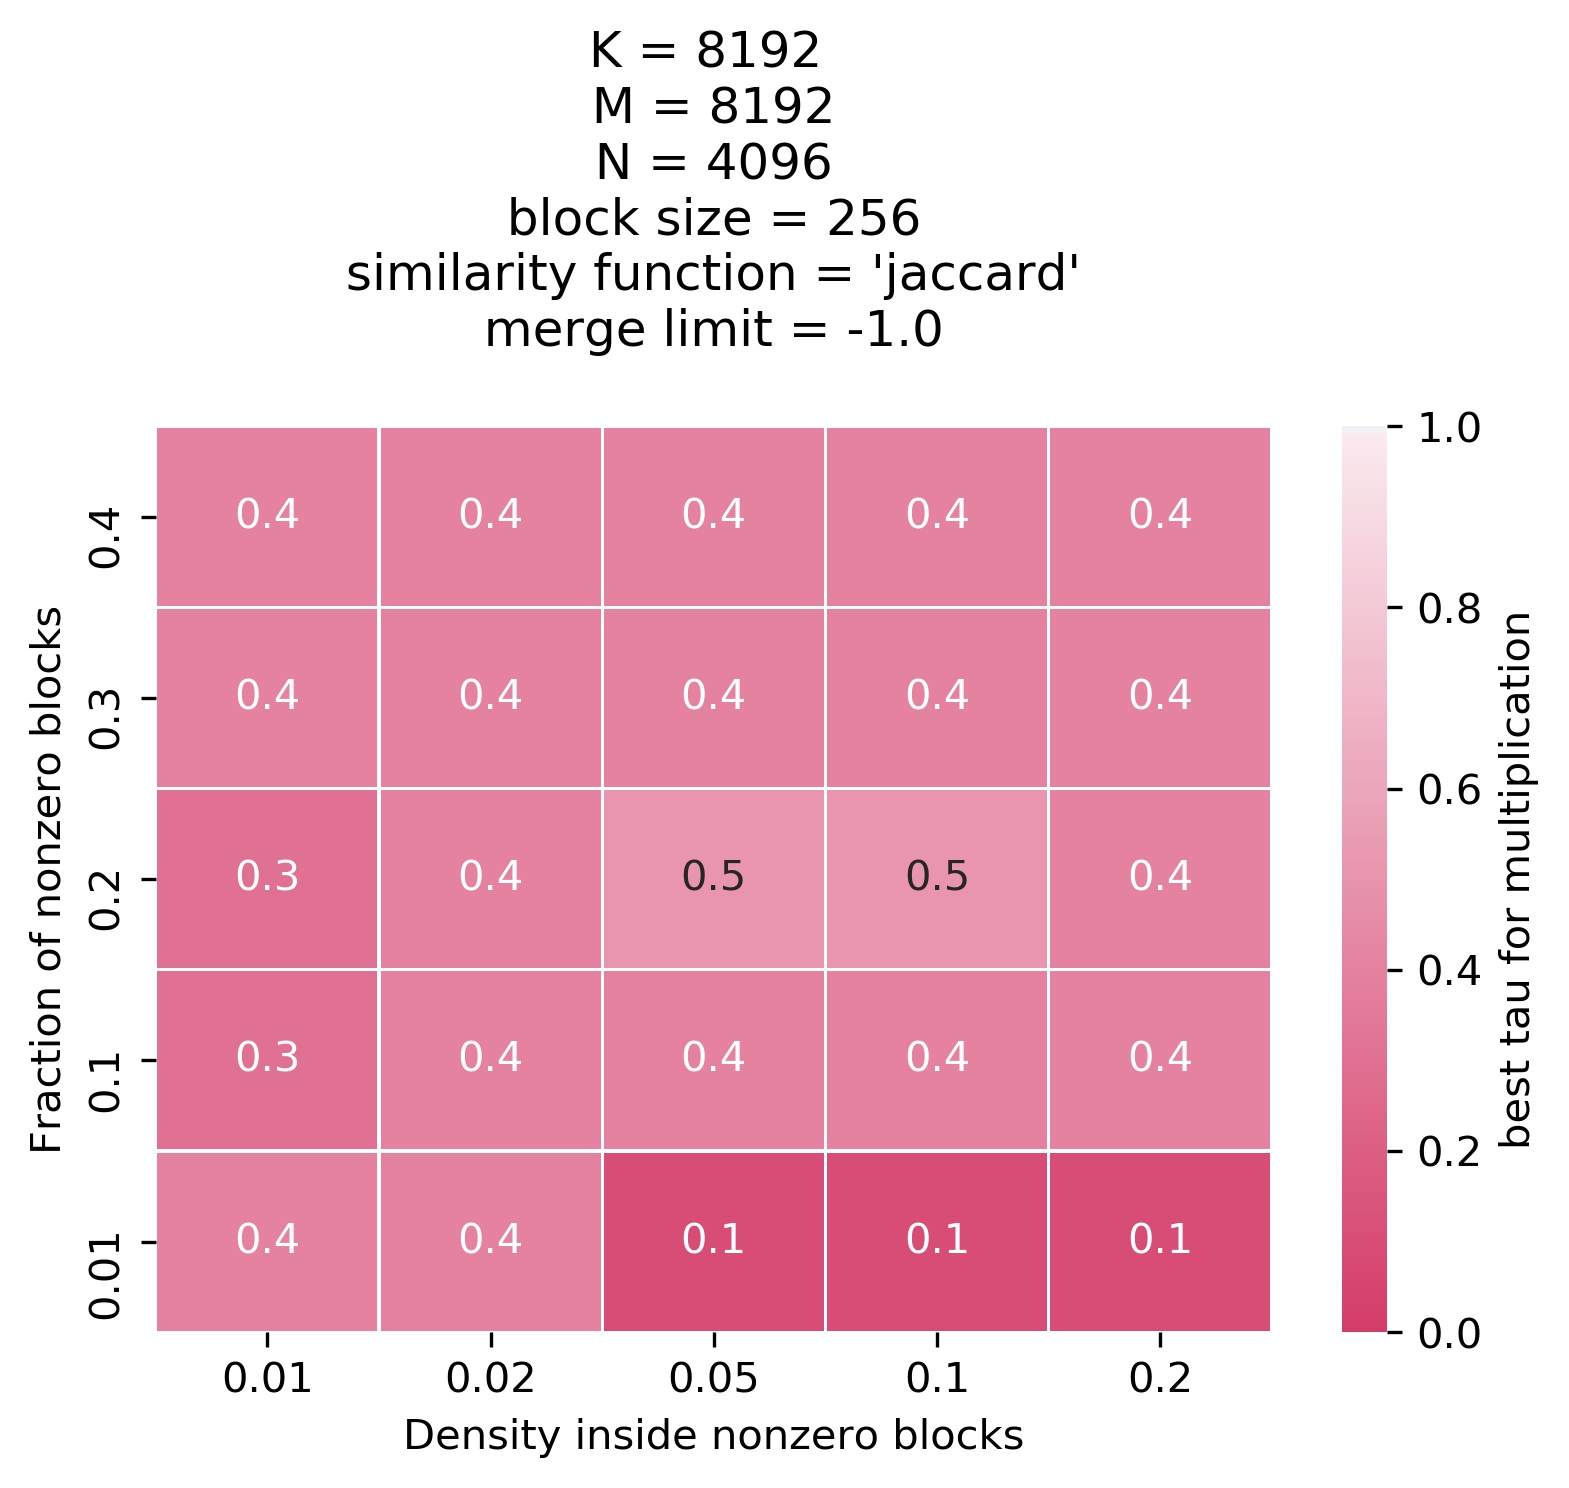 K = 8192
M = 8192
N = 4096
block size = 256
similarity function = 'jaccard'
merge limit = -1.0
1.0
0.8
0.6
0.4
0.2
0.0
best tau for multiplication
Fraction of nonzero blocks
0.4 0.4 0.4 0.4 0.4 0.4
0.3 0.4 0.4 0.4 0.4 0.4
0.2 0.3 0.4 0.5 0.5 0.4
0.1 0.3 0.4 0.4 0.4 0.4
0.01 0.4 0.4 0.1 0.1 0.1
0.01 0.02 0.05 0.1 0.2
Density inside nonzero blocks